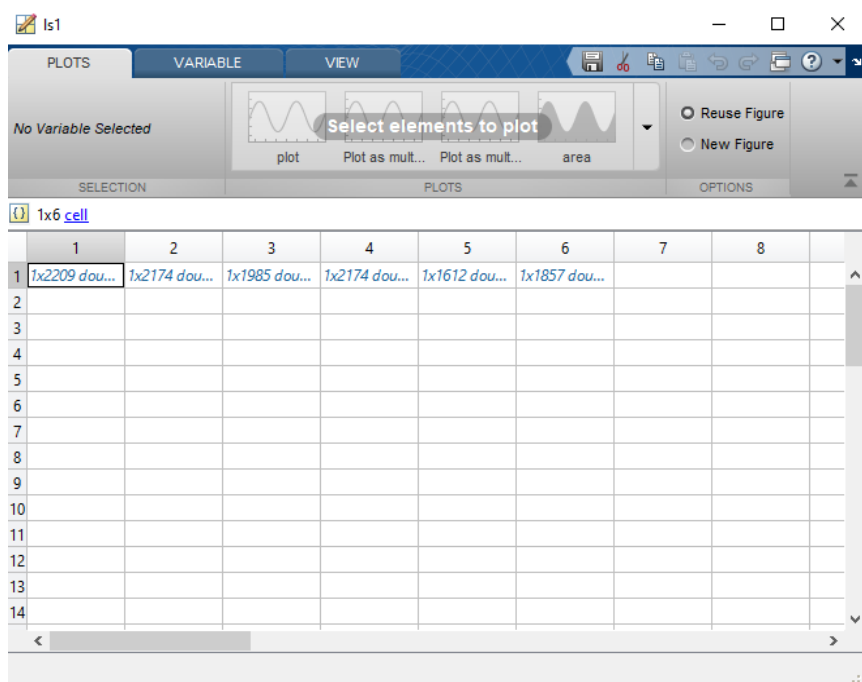 Is1
PLOTS VARIABLE VIEW
No Variable Selected
Select elements to plot
plot Plot as mult... Plot as mult... area
Reuse Figure
New Figure
SELECTION PLOTS OPTIONS
{} 1x6 cell
1 2 3 4 5 6 7 8
1 1x2209 dou... 1x2174 dou... 1x1985 dou... 1x2174 dou... 1x1612 dou... 1x1857 dou...
2
3
4
5
6
7
8
9
10
11
12
13
14